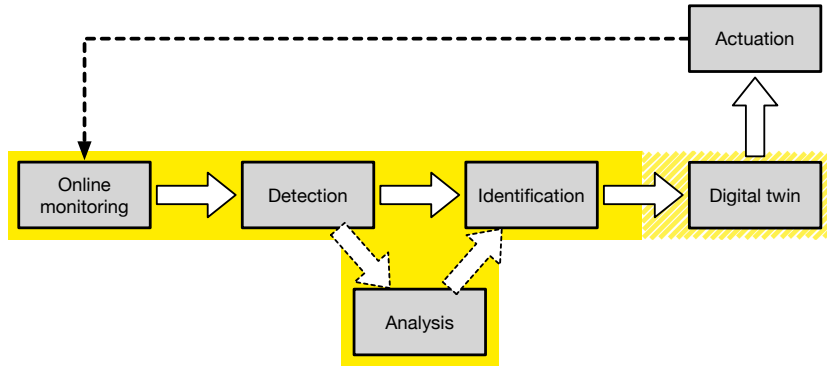 Actuation
Online
monitoring
Detection
Identification
Digital twin
Analysis